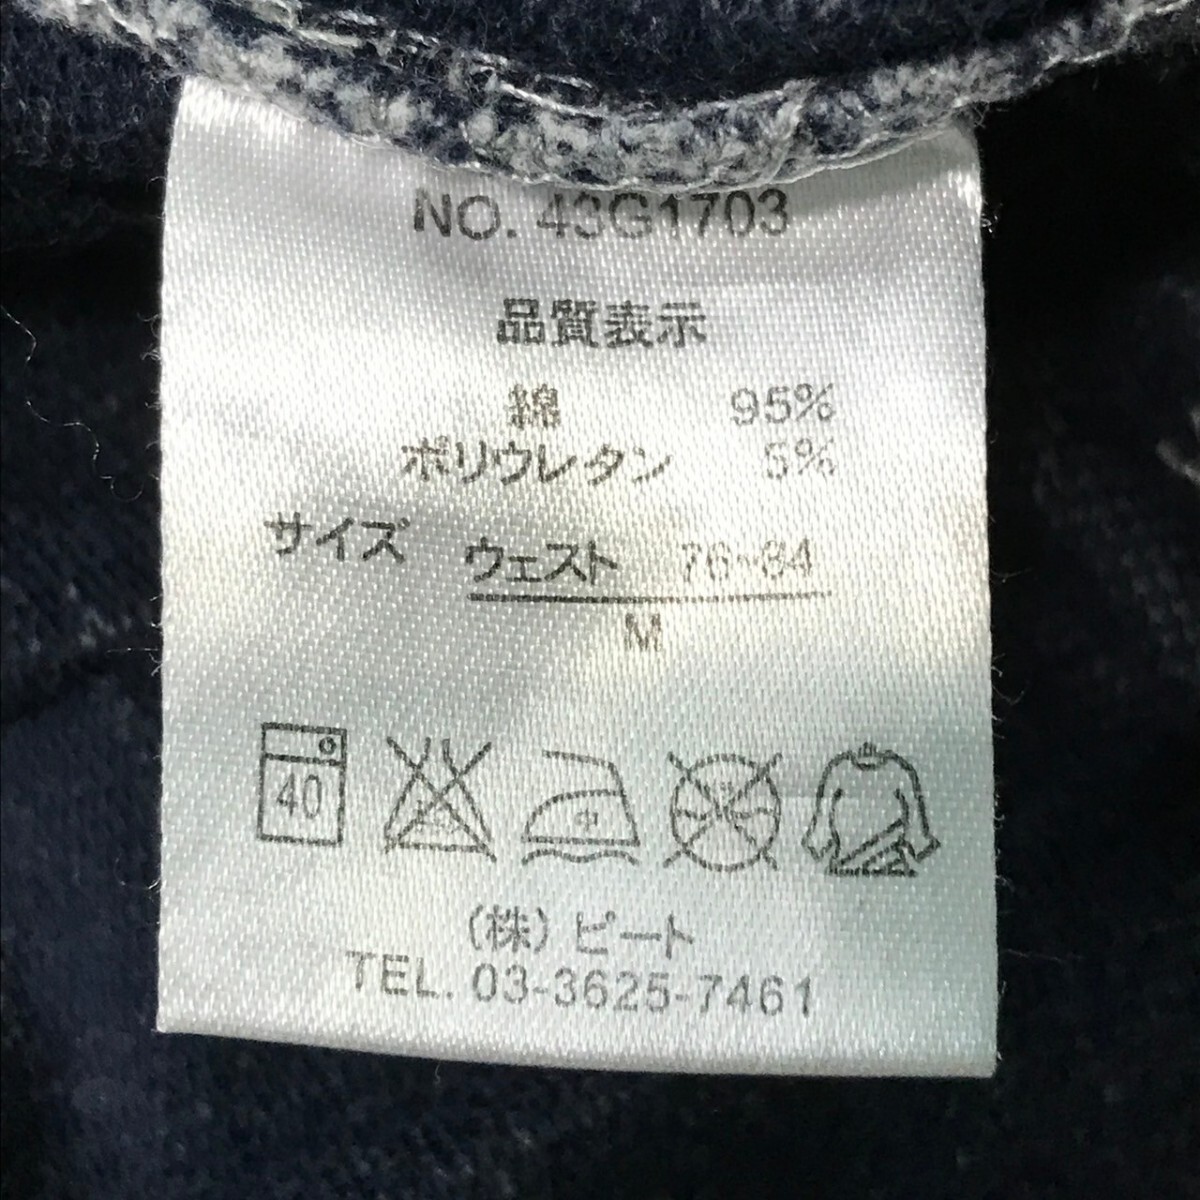 NO. 43G1703
品質表示
綿 95%
ポリウレタン 5%
サイズ ウェスト 76~84
M
40 中
(株) ピート
TEL. 03-3625-7461